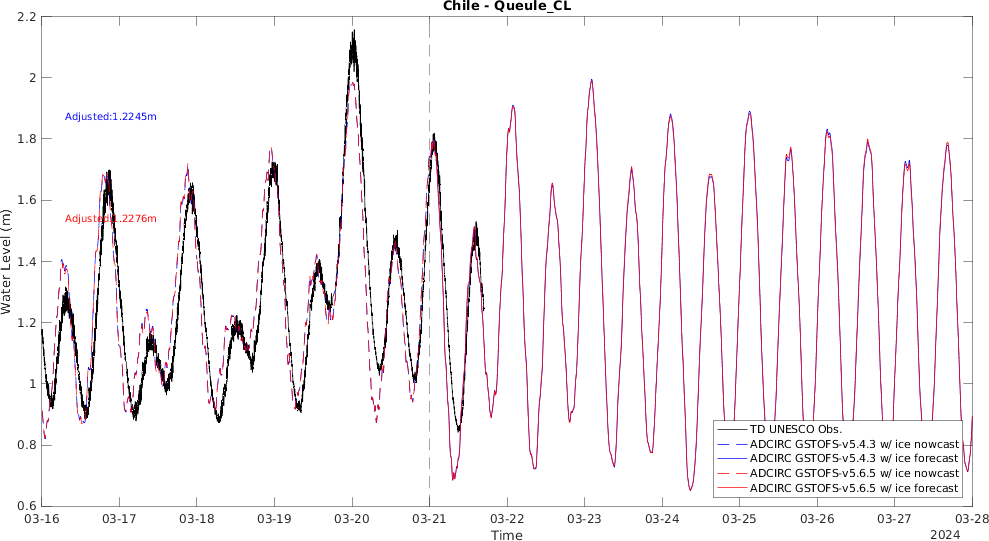 Chile - Queule_CL
2.2
2
1.8
1.6
1.4
1.2
1
0.8
0.6
Water Level (m)
Adjusted:1.2245m
Adjusted:1.2276m
TD UNESCO Obs.
ADCIRC GSTOFS-v5.4.3 w/ ice nowcast
ADCIRC GSTOFS-v5.4.3 w/ ice forecast
ADCIRC GSTOFS-v5.6.5 w/ ice nowcast
ADCIRC GSTOFS-v5.6.5 w/ ice forecast
03-16 03-17 03-18 03-19 03-20 03-21 03-22 03-23 03-24 03-25 03-26 03-27 03-28
Time
2024